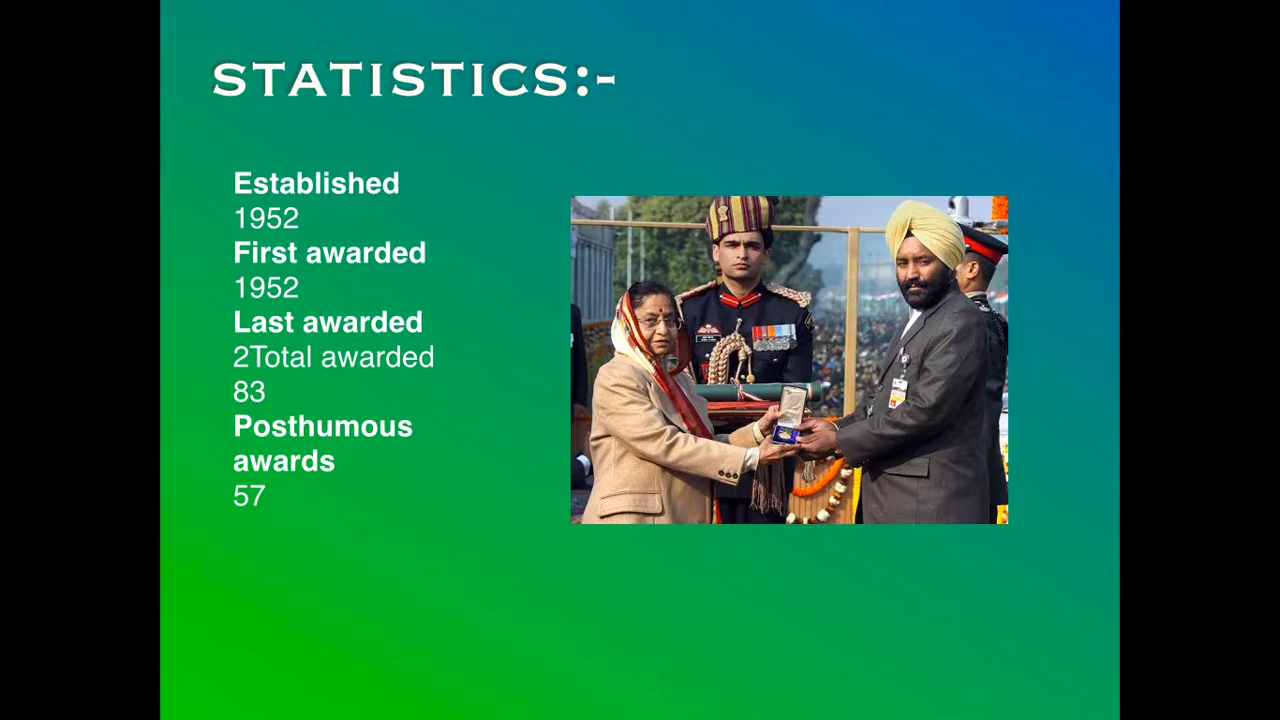 STATISTICS:-
Established
1952
First awarded
1952
Last awarded
2Total awarded
83
Posthumous
awards
57